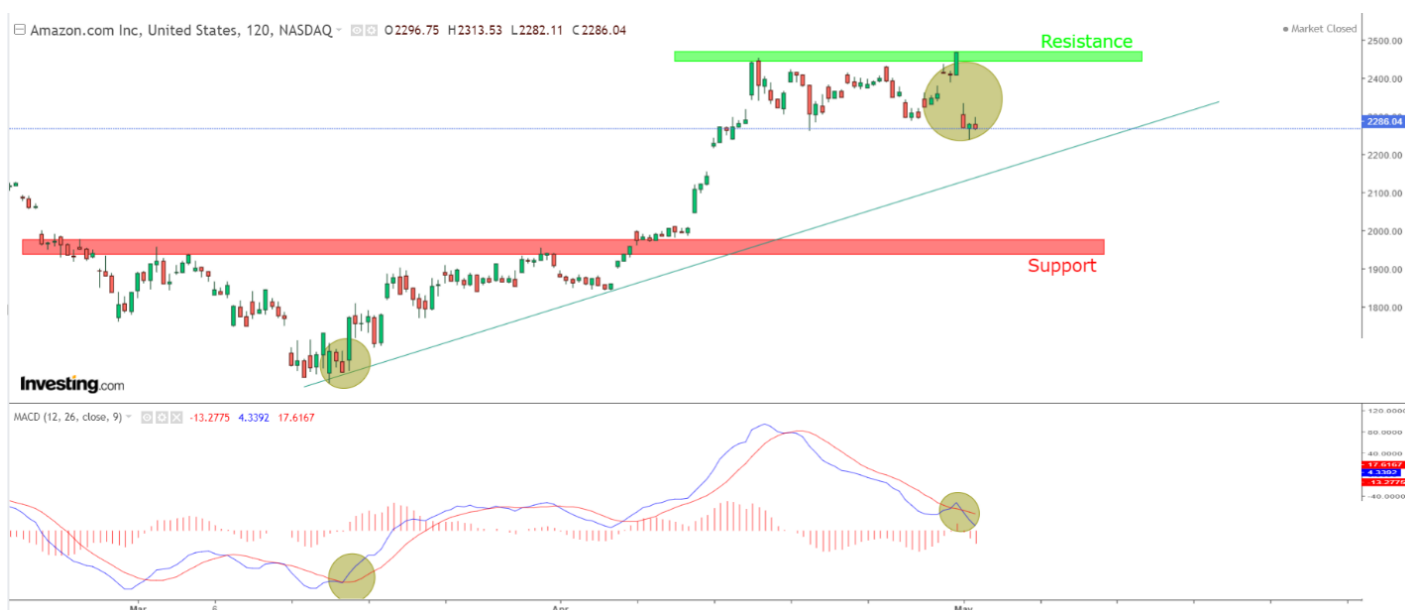 Amazon.com Inc, United States, 120, NASDAQ O2296.75 H2313.53 L2282.11 C2286.04
Market Closed
Resistance
2500.00
2400.00
2300.00
2286.04
2200.00
2100.00
2000.00
1900.00
1800.00
Support
Investing.com
MACD (12, 26, close, 9) -13.2775 4.3392 17.6167
120.0000
80.0000
40.0000
17.6167
4.3392
-13.2775
-40.0000
Mar 6 Apr May